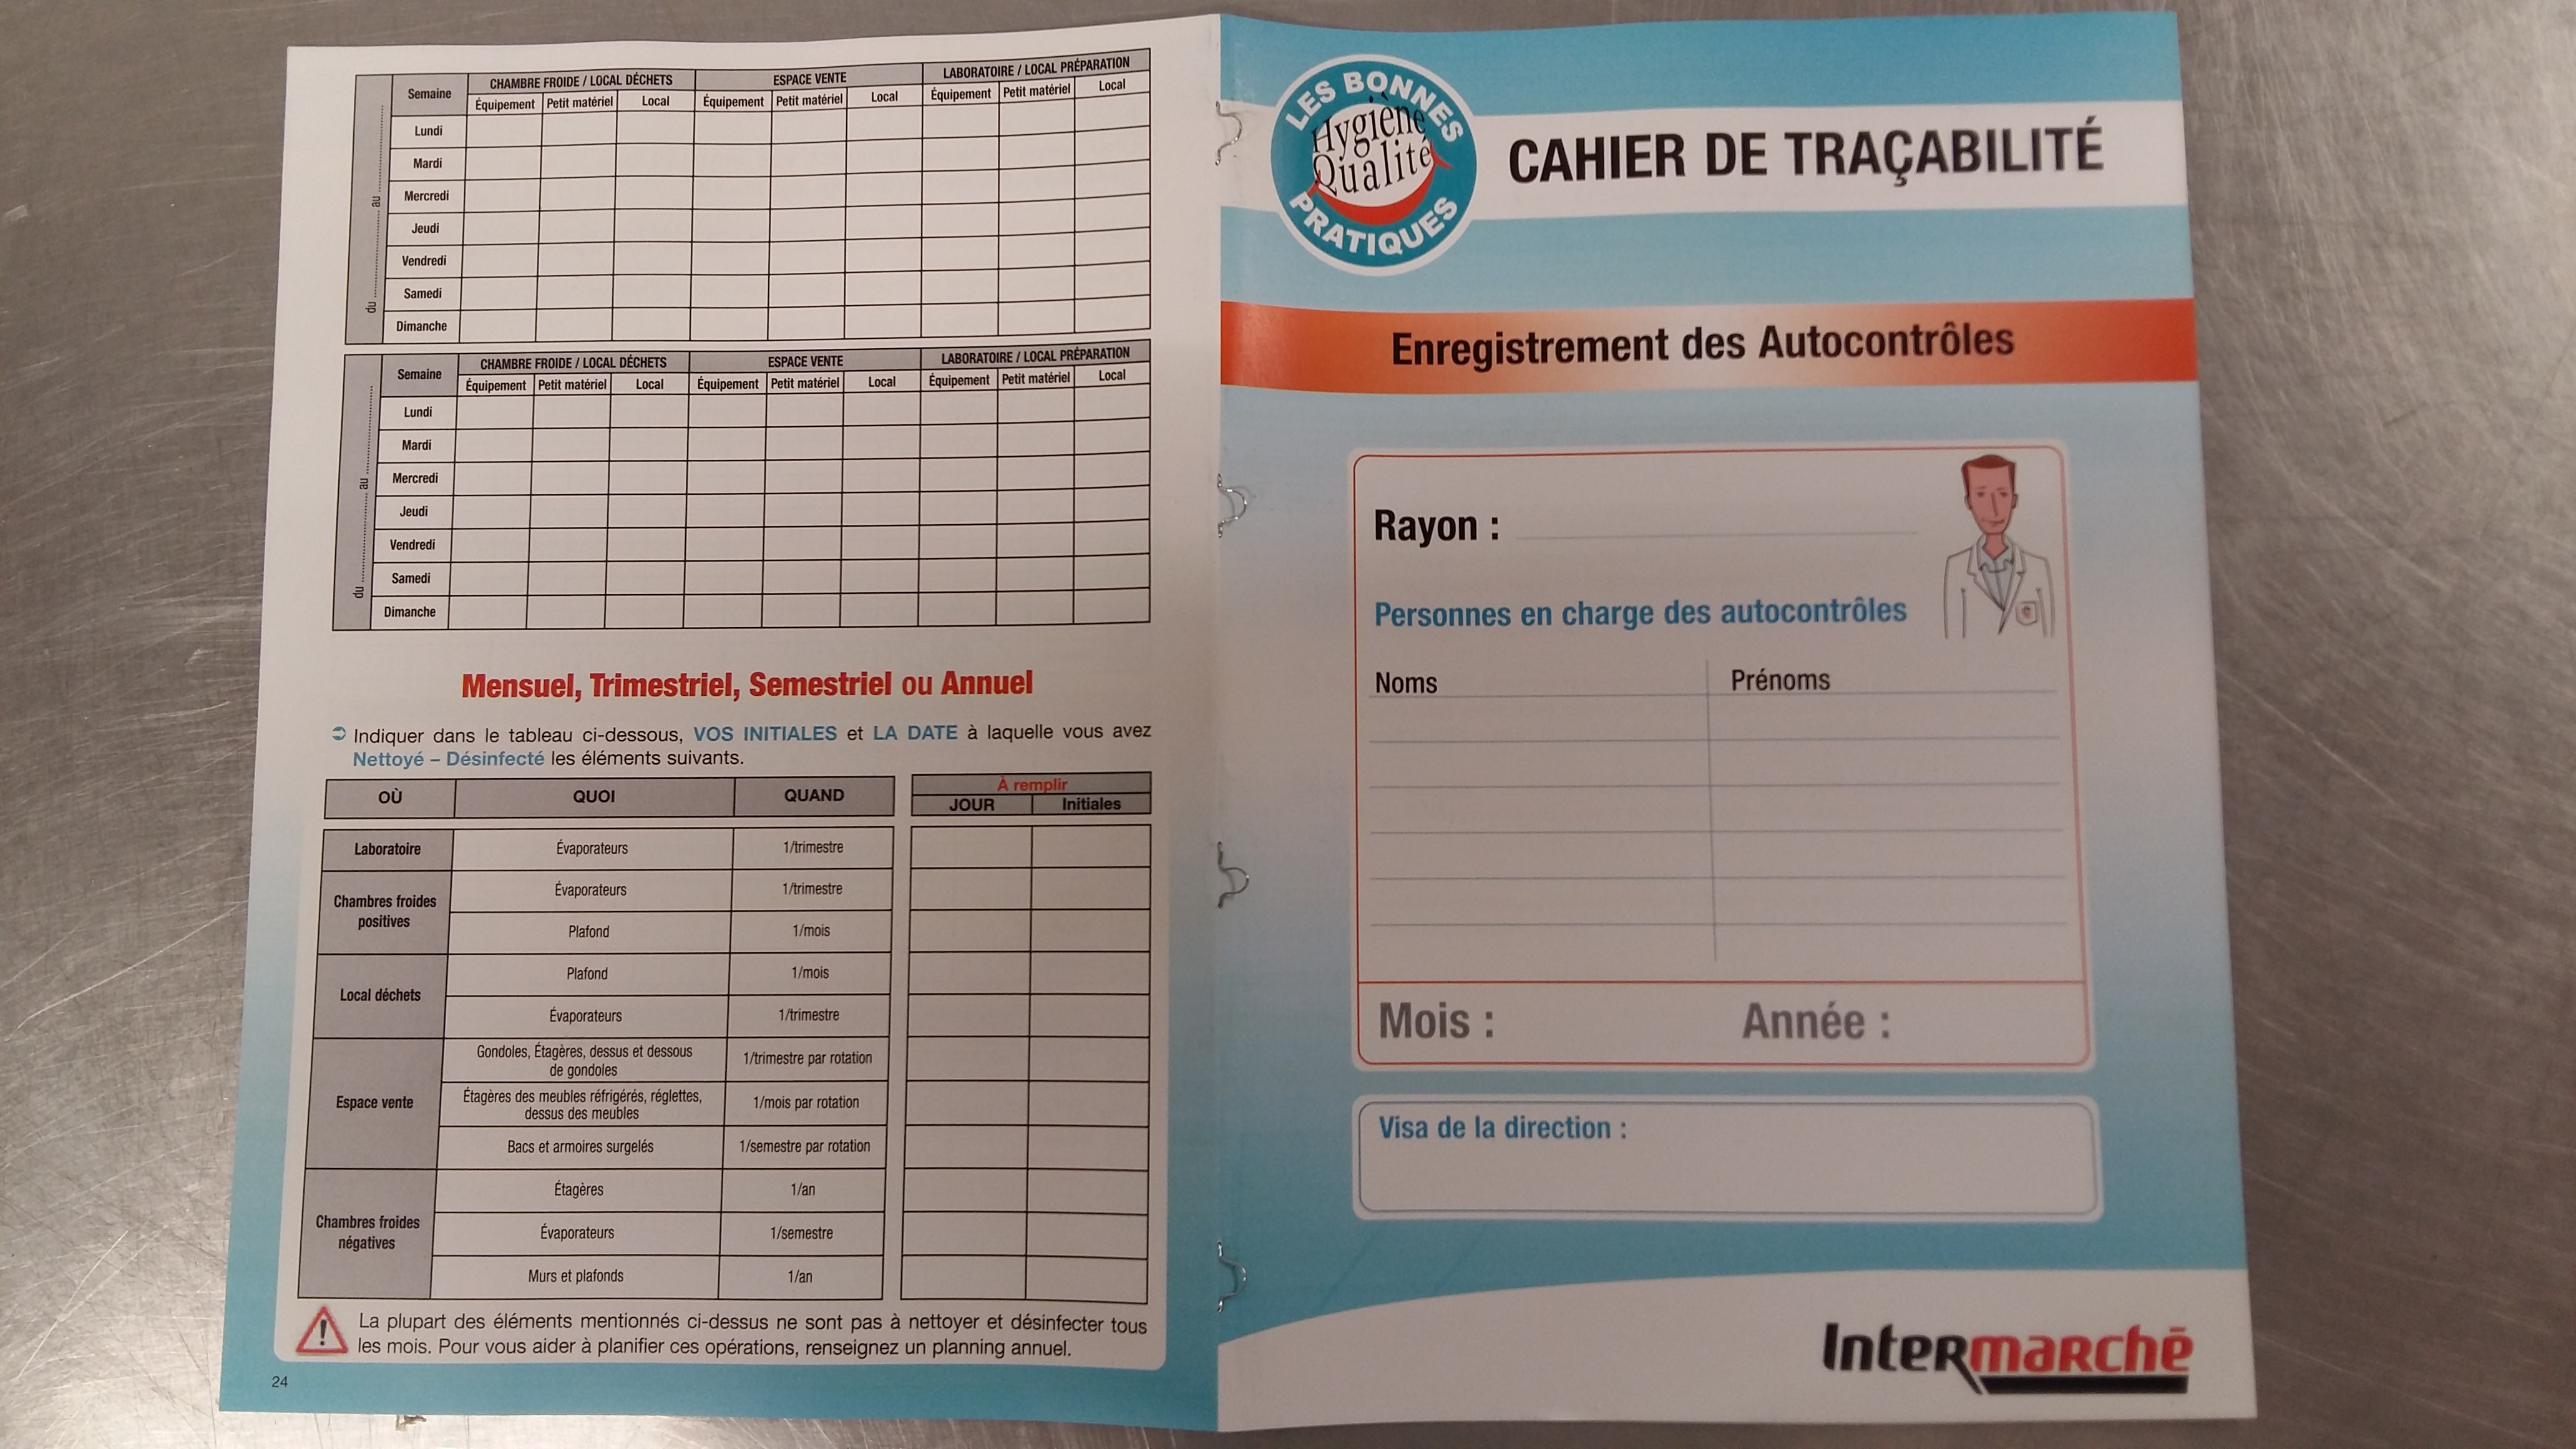 du ........................ au ........................
Semaine CHAMBRE FROIDE / LOCAL DÉCHETS ESPACE VENTE LABORATOIRE / LOCAL PRÉPARATION
Équipement Petit matériel Local Équipement Petit matériel Local Équipement Petit matériel Local
Lundi
Mardi
Mercredi
Jeudi
Vendredi
Samedi
Dimanche
du ........................ au ........................
Semaine CHAMBRE FROIDE / LOCAL DÉCHETS ESPACE VENTE LABORATOIRE / LOCAL PRÉPARATION
Équipement Petit matériel Local Équipement Petit matériel Local Équipement Petit matériel Local
Lundi
Mardi
Mercredi
Jeudi
Vendredi
Samedi
Dimanche
Mensuel, Trimestriel, Semestriel ou Annuel
Indiquer dans le tableau ci-dessous, VOS INITIALES et LA DATE à laquelle vous avez
Nettoyé – Désinfecté les éléments suivants.
OÙ QUOI QUAND À remplir
JOUR Initiales
Laboratoire Évaporateurs 1/trimestre
Chambres froides
positives
Évaporateurs 1/trimestre
Plafond 1/mois
Local déchets
Plafond 1/mois
Évaporateurs 1/trimestre
Espace vente
Gondoles, Étagères, dessus et dessous
de gondoles
1/trimestre par rotation
Étagères des meubles réfrigérés, réglettes,
dessus des meubles
1/mois par rotation
Bacs et armoires surgelés 1/semestre par rotation
Chambres froides
négatives
Étagères 1/an
Évaporateurs 1/semestre
Murs et plafonds 1/an
La plupart des éléments mentionnés ci-dessus ne sont pas à nettoyer et désinfecter tous
les mois. Pour vous aider à planifier ces opérations, renseignez un planning annuel.
24
LES BONNES
Hygiène
Qualité
PRATIQUES
CAHIER DE TRAÇABILITÉ
Enregistrement des Autocontrôles
Rayon :
Personnes en charge des autocontrôles
Noms Prénoms
Mois : Année :
Visa de la direction :
Intermarchē